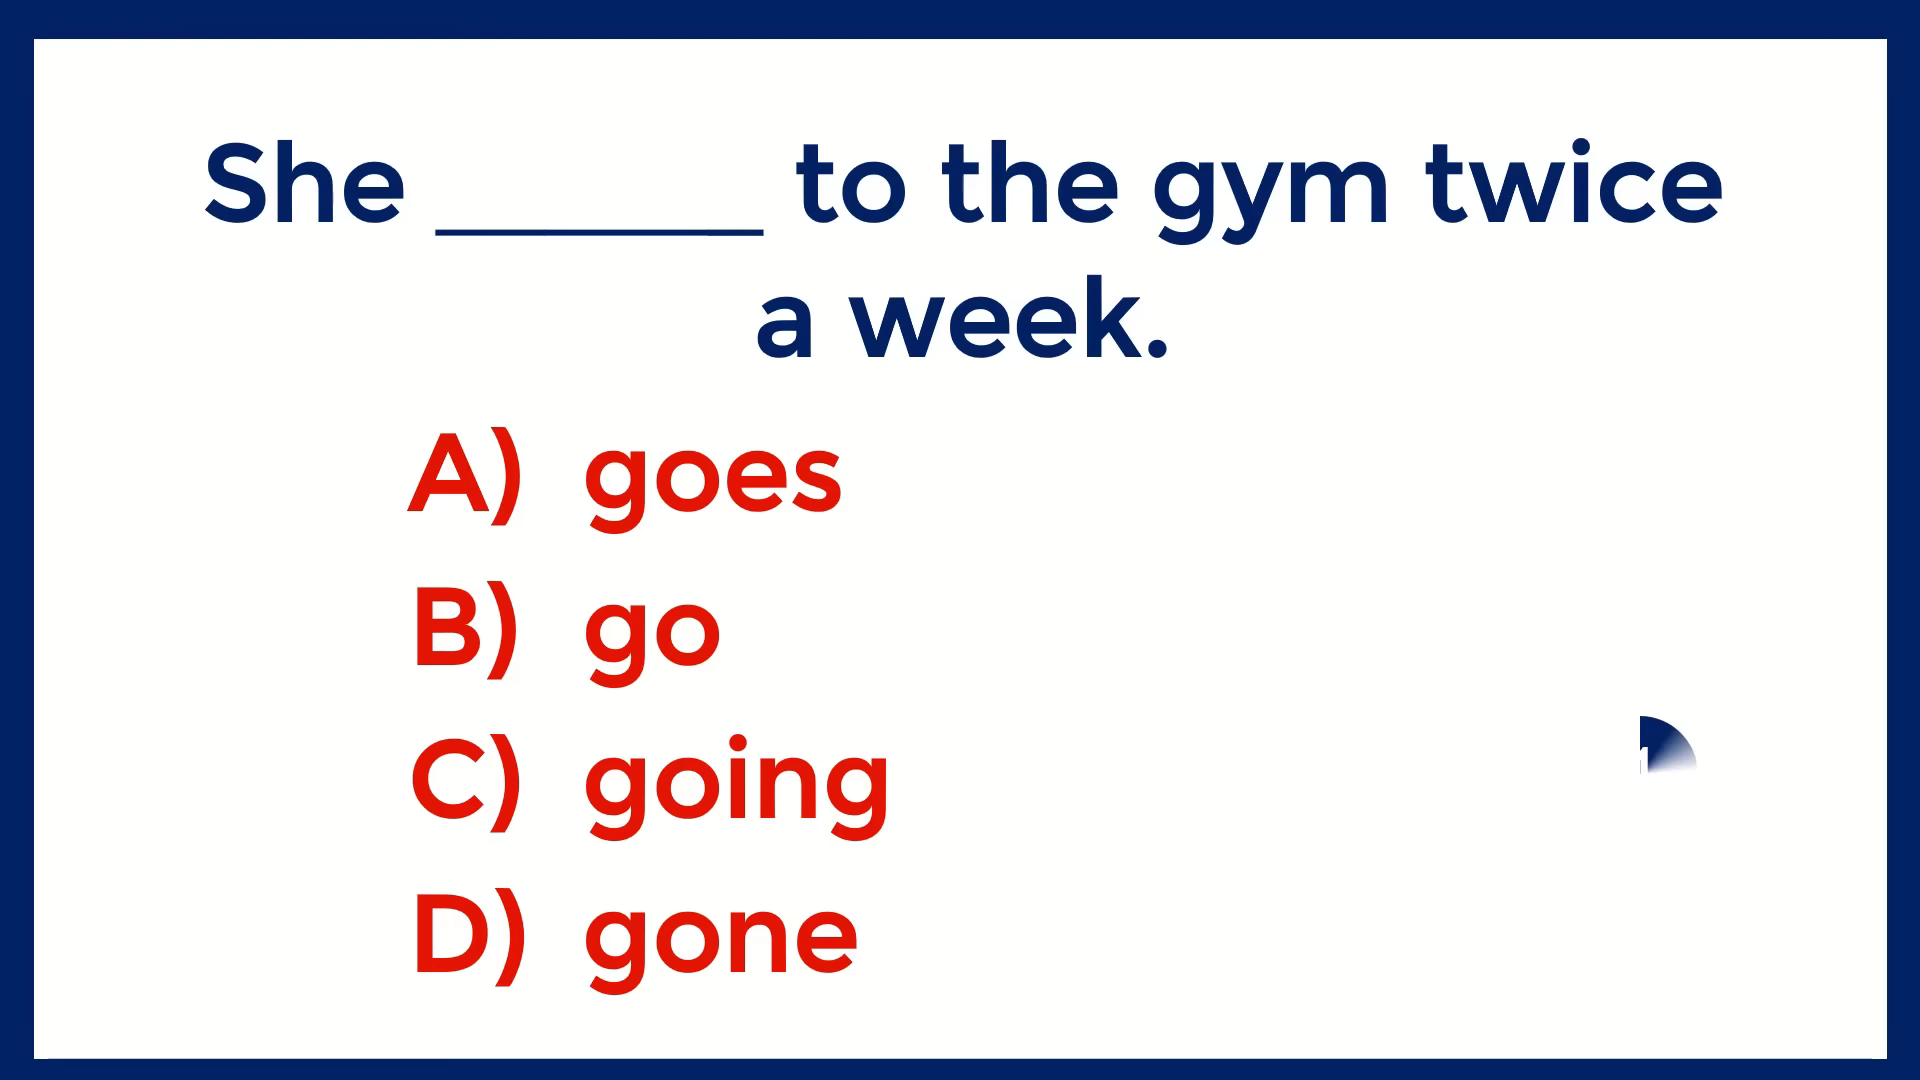 She ______ to the gym twice
a week.
A) goes
B) go
C) going
D) gone